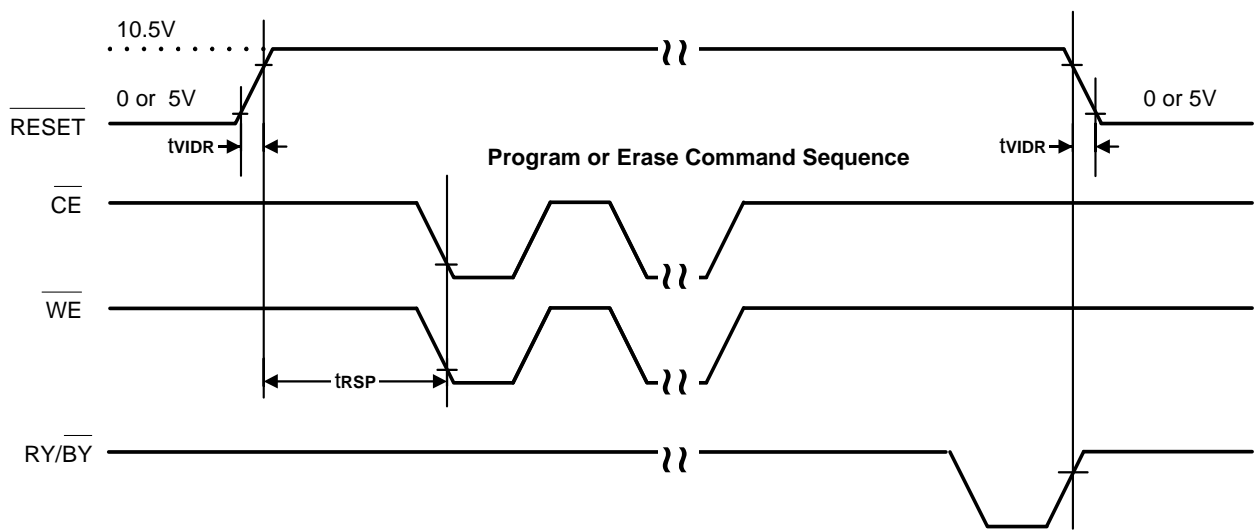 10.5V
0 or 5V
0 or 5V
RESET
tVIDR
tVIDR
Program or Erase Command Sequence
CE
WE
tRSP
RY/BY